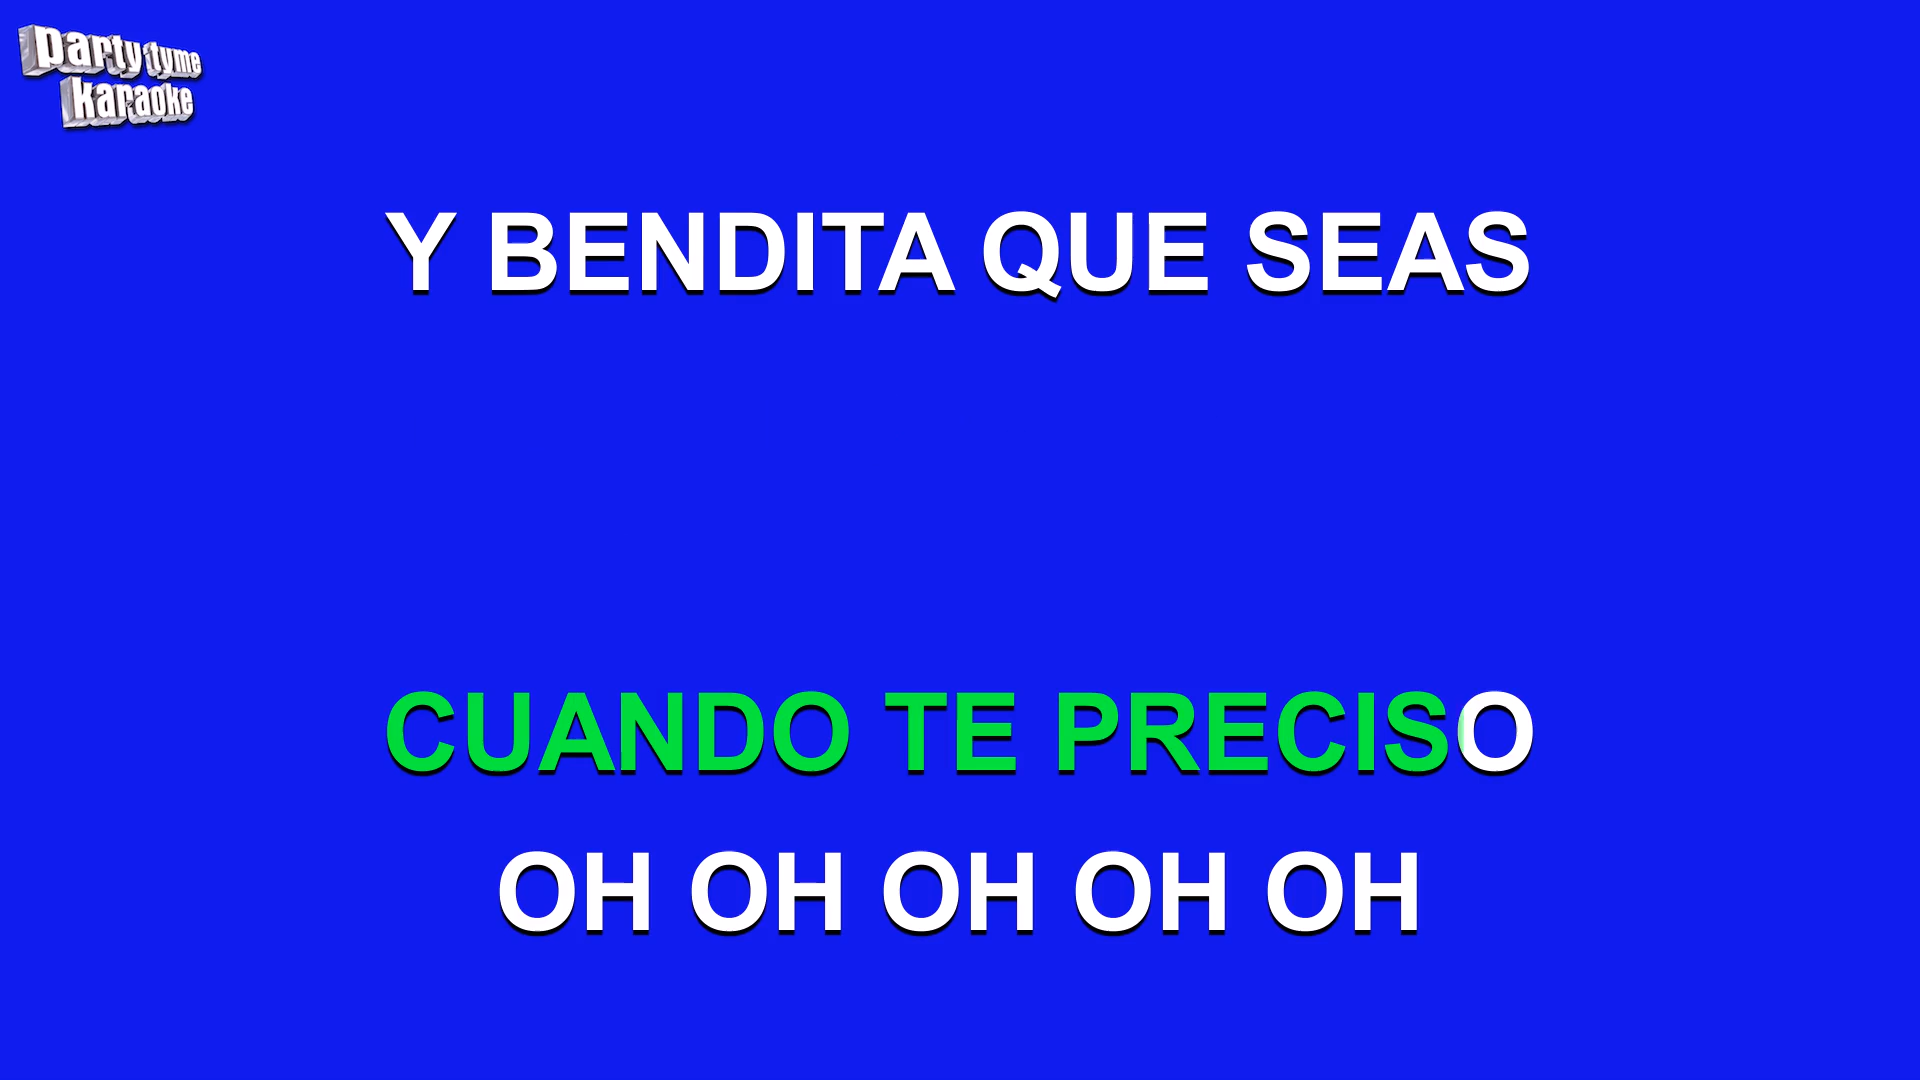 party tyme
karaoke
Y BENDITA QUE SEAS
CUANDO TE PRECISO
OH OH OH OH OH